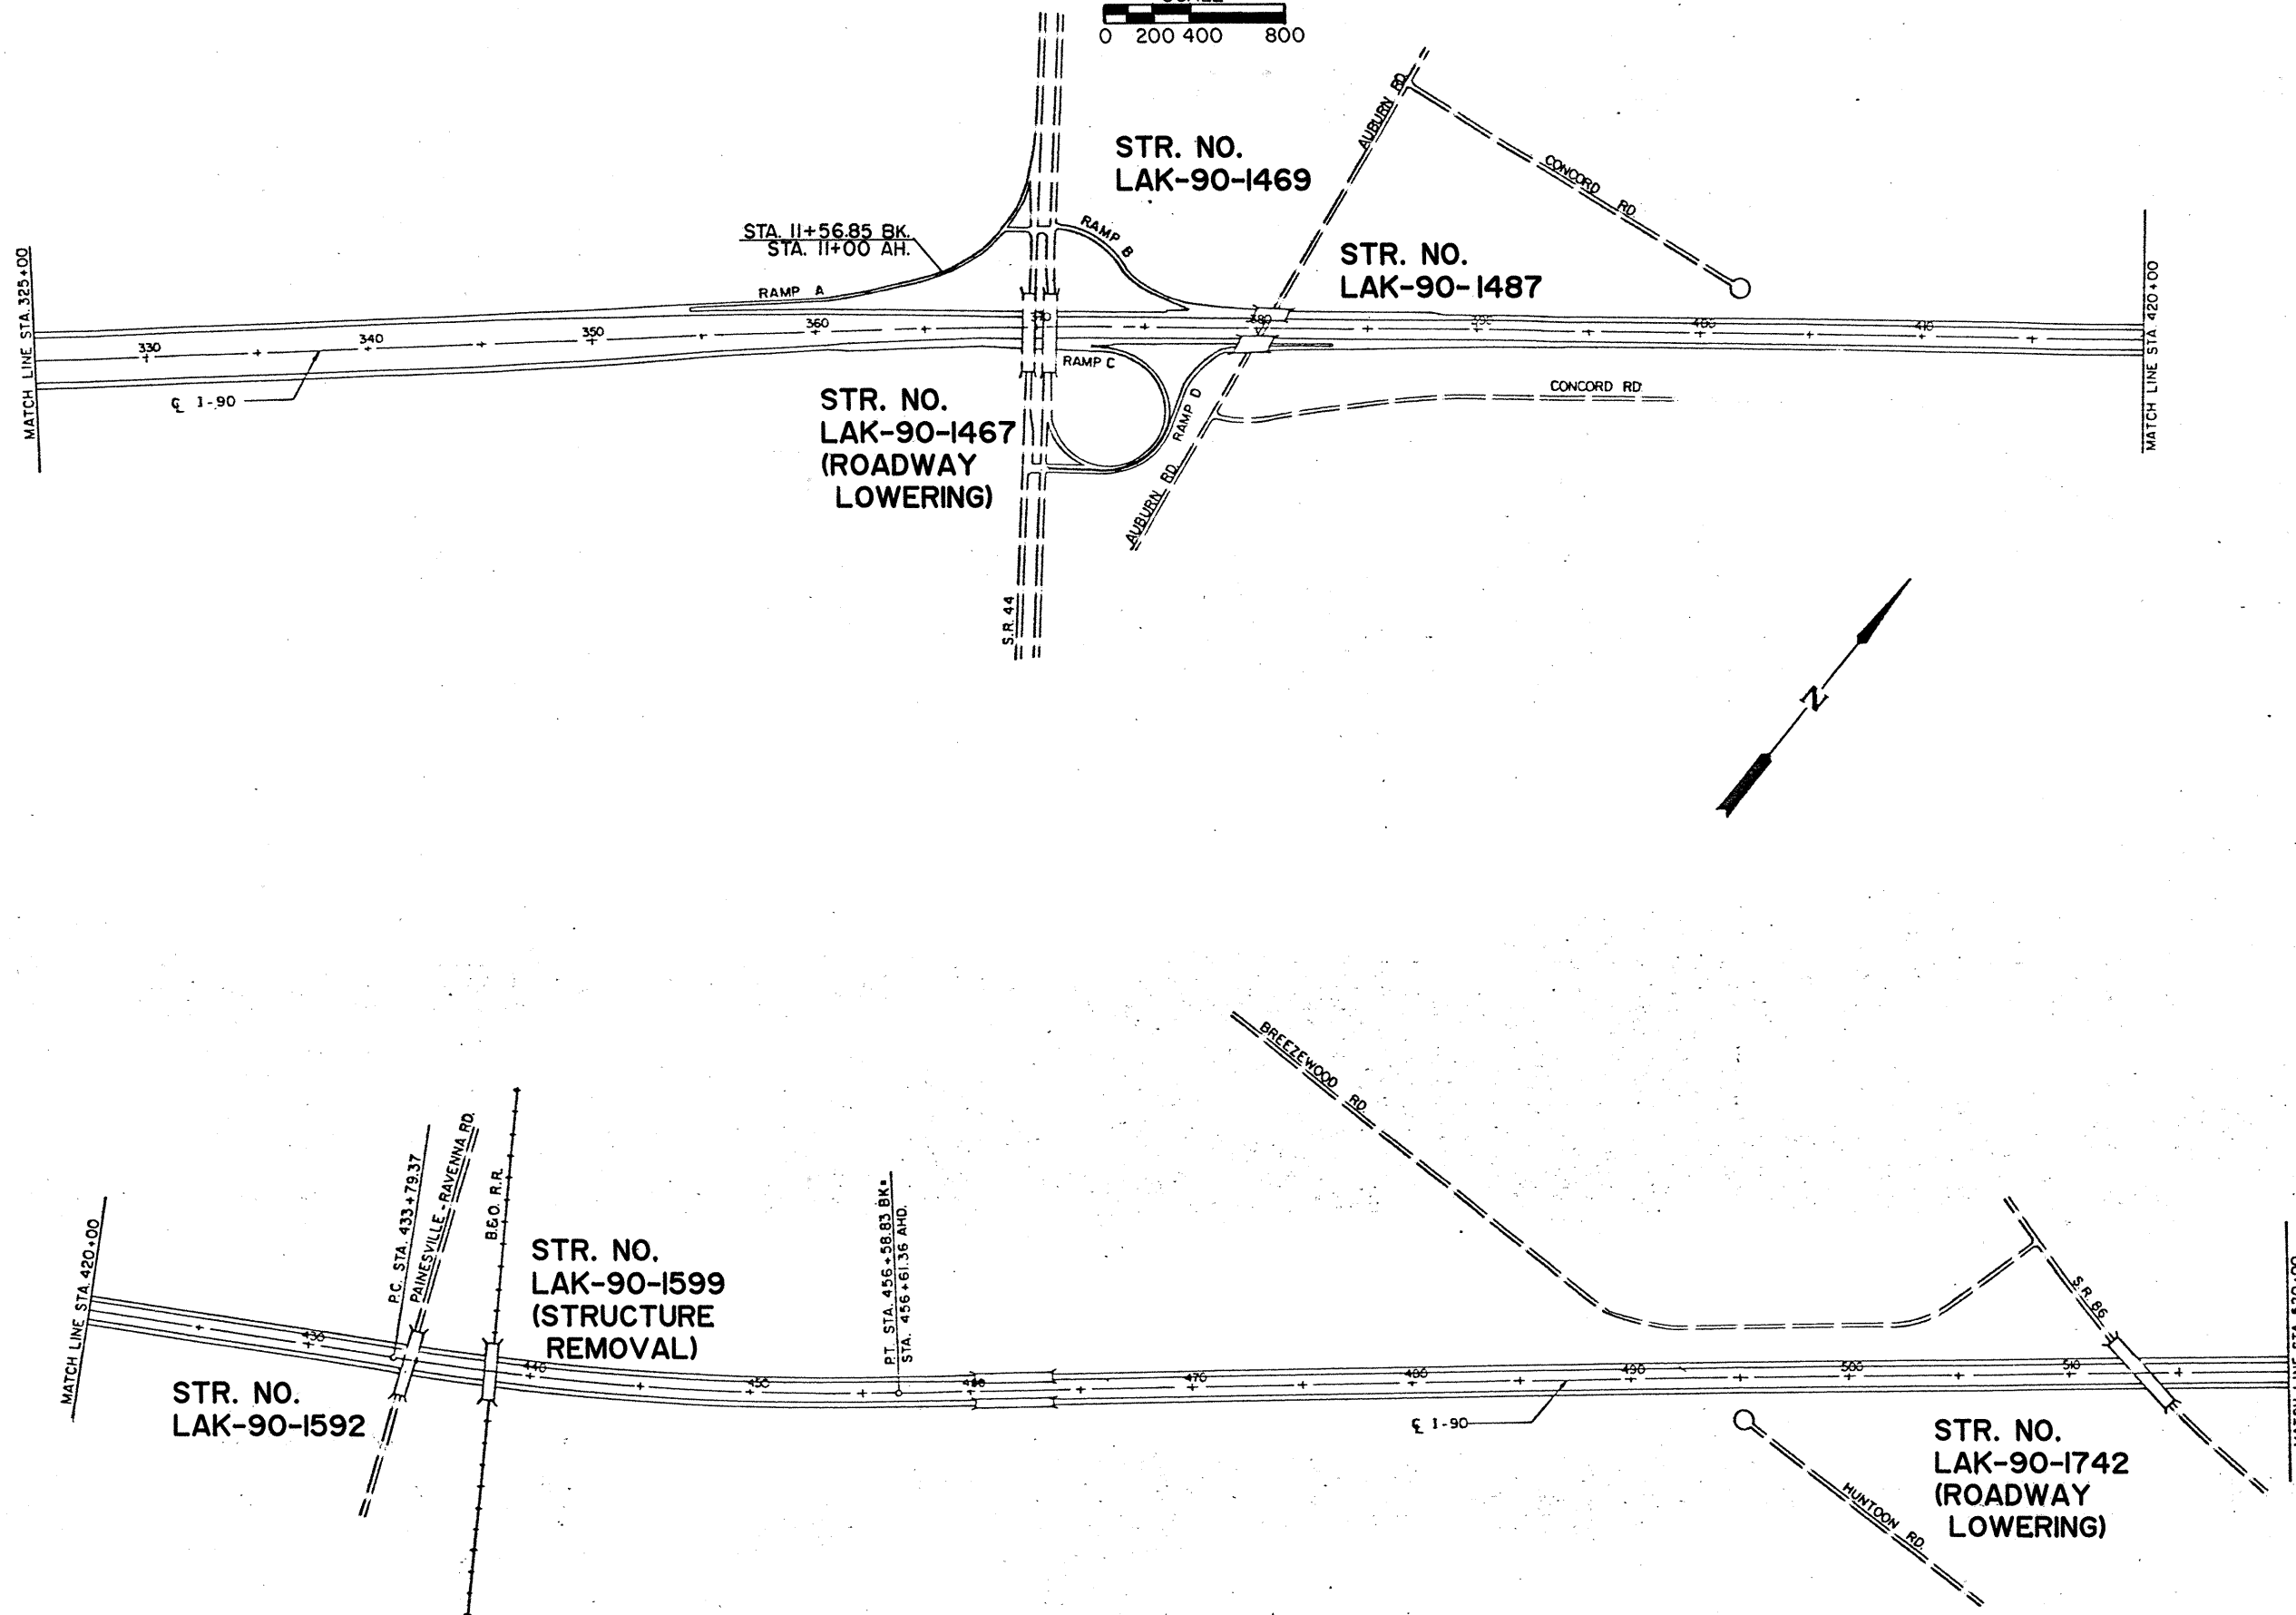 0 200 400 800
AUBURN RD.
CONCORD
RD.
STR. NO.
LAK-90-1469
STA. 11+56.85 BK.
STA. 11+00 AH.
RAMP B
STR. NO.
LAK-90-1487
MATCH LINE STA. 325+00
MATCH LINE STA. 420+00
RAMP A
330
340
350
360
370
380
390
400
410
℄ I-90
RAMP C
STR. NO.
LAK-90-1467
(ROADWAY
LOWERING)
RAMP D
CONCORD RD.
AUBURN RD.
S.R. 44
N
BREEZEWOOD
RD.
MATCH LINE STA. 420+00
P.C. STA. 433+79.37
PAINESVILLE-RAVENNA RD.
B.&O. R.R.
STR. NO.
LAK-90-1599
(STRUCTURE
REMOVAL)
P.T. STA. 456+58.83 BK=
STA. 456+61.36 AHD.
S.R. 86
430
440
450
460
470
480
490
500
510
STR. NO.
LAK-90-1592
℄ I-90
STR. NO.
LAK-90-1742
(ROADWAY
LOWERING)
HUNTOON RD.